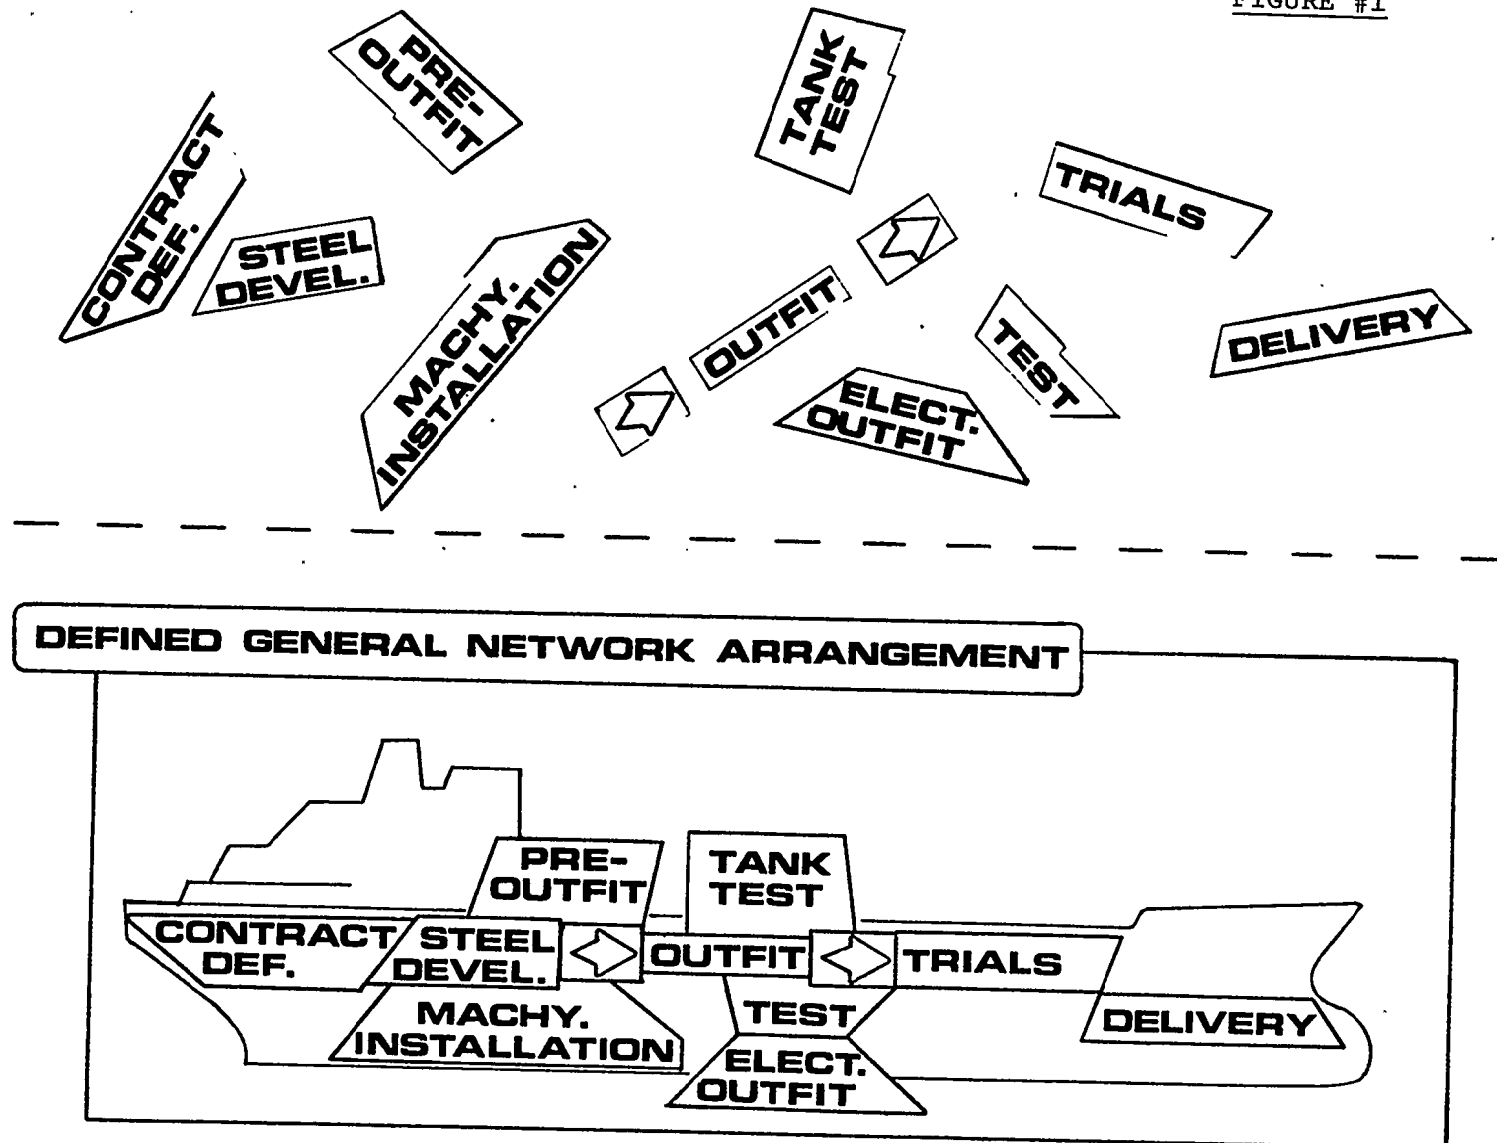 FIGURE #1
PRE-
OUTFIT
TANK
TEST
CONTRACT
DEF.
STEEL
DEVEL.
TRIALS
MACHY.
INSTALLATION
OUTFIT
TEST
DELIVERY
ELECT.
OUTFIT
DEFINED GENERAL NETWORK ARRANGEMENT
PRE-
OUTFIT
TANK
TEST
CONTRACT
DEF.
STEEL
DEVEL.
OUTFIT
TRIALS
MACHY.
INSTALLATION
TEST
DELIVERY
ELECT.
OUTFIT